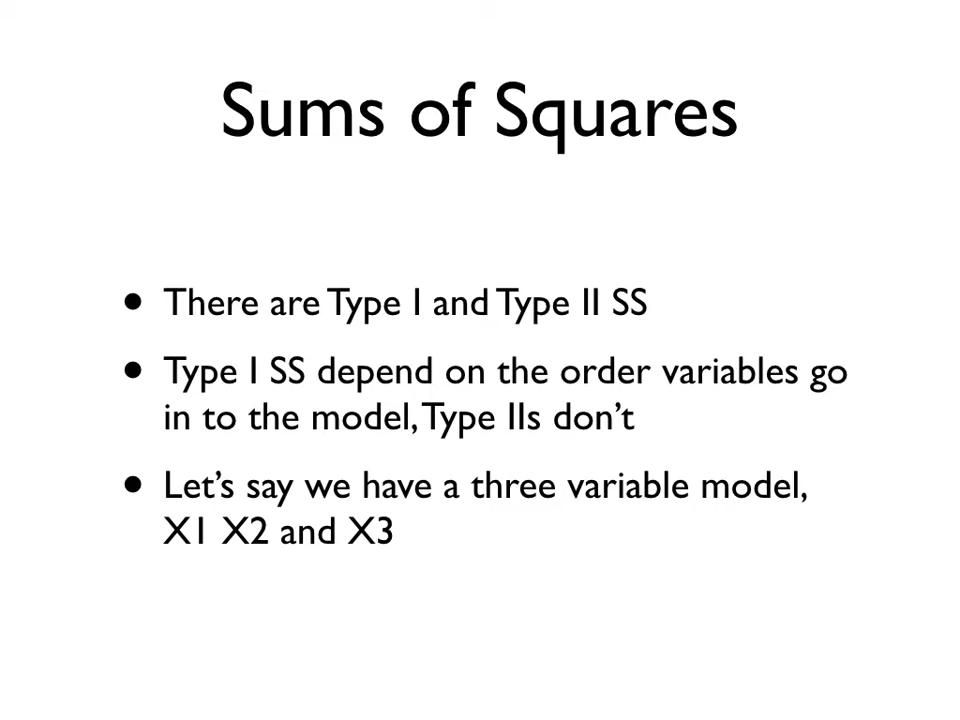 Sums of Squares
• There are Type I and Type II SS
• Type I SS depend on the order variables go
in to the model, Type IIs don’t
• Let’s say we have a three variable model,
X1 X2 and X3